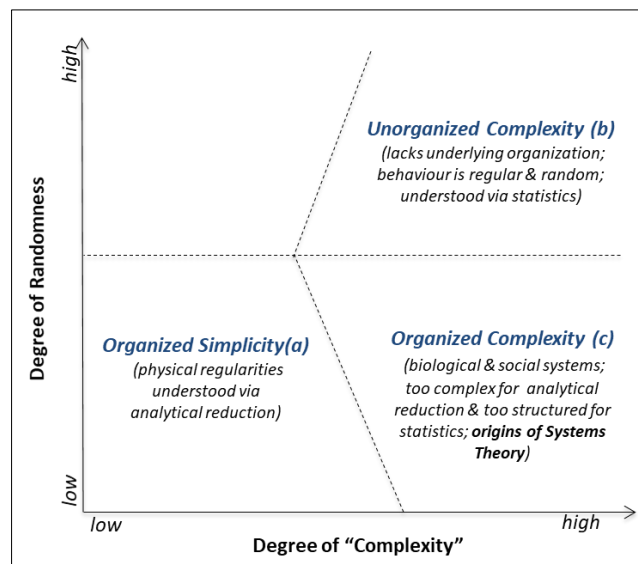 high
Unorganized Complexity (b)
(lacks underlying organization;
behaviour is regular & random;
understood via statistics)
Degree of Randomness
Organized Simplicity(a)
(physical regularities
understood via
analytical reduction)
Organized Complexity (c)
(biological & social systems;
too complex for analytical
reduction & too structured for
statistics; origins of Systems
Theory)
low
low
high
Degree of “Complexity”